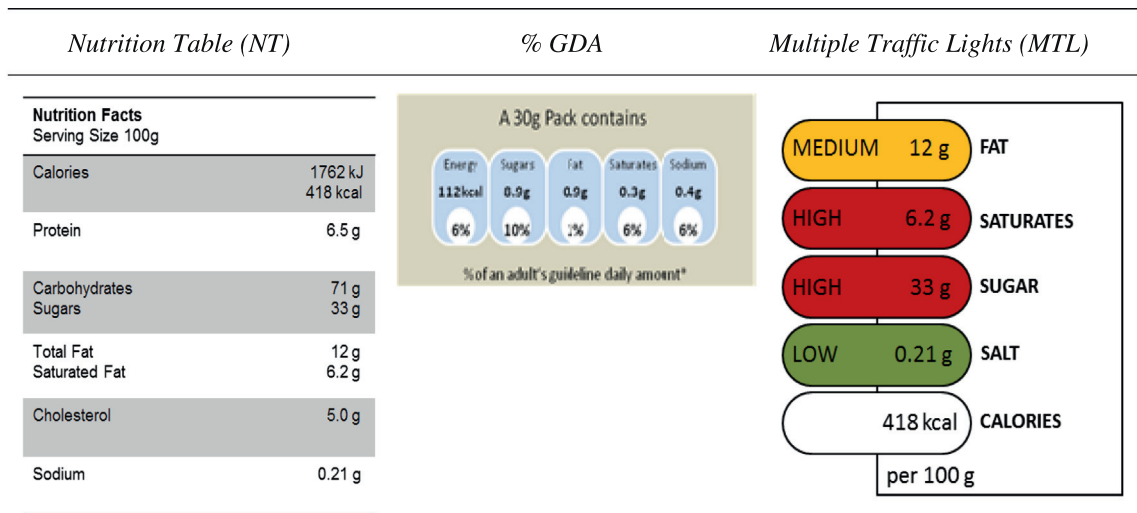 Nutrition Table (NT)
% GDA
Multiple Traffic Lights (MTL)
Nutrition Facts
Serving Size 100g
Calories 1762 kJ
418 kcal
Protein 6.5 g
Carbohydrates 71 g
Sugars 33 g
Total Fat 12 g
Saturated Fat 6.2 g
Cholesterol 5.0 g
Sodium 0.21 g
A 30g Pack contains
Energy Sugars Fat Saturates Sodium
112kcal 0.9g 0.9g 0.3g 0.4g
6% 10% 6% 6%
% of an adult's guideline daily amount*
MEDIUM 12 g FAT
HIGH 6.2 g SATURATES
HIGH 33 g SUGAR
LOW 0.21 g SALT
418 kcal CALORIES
per 100 g